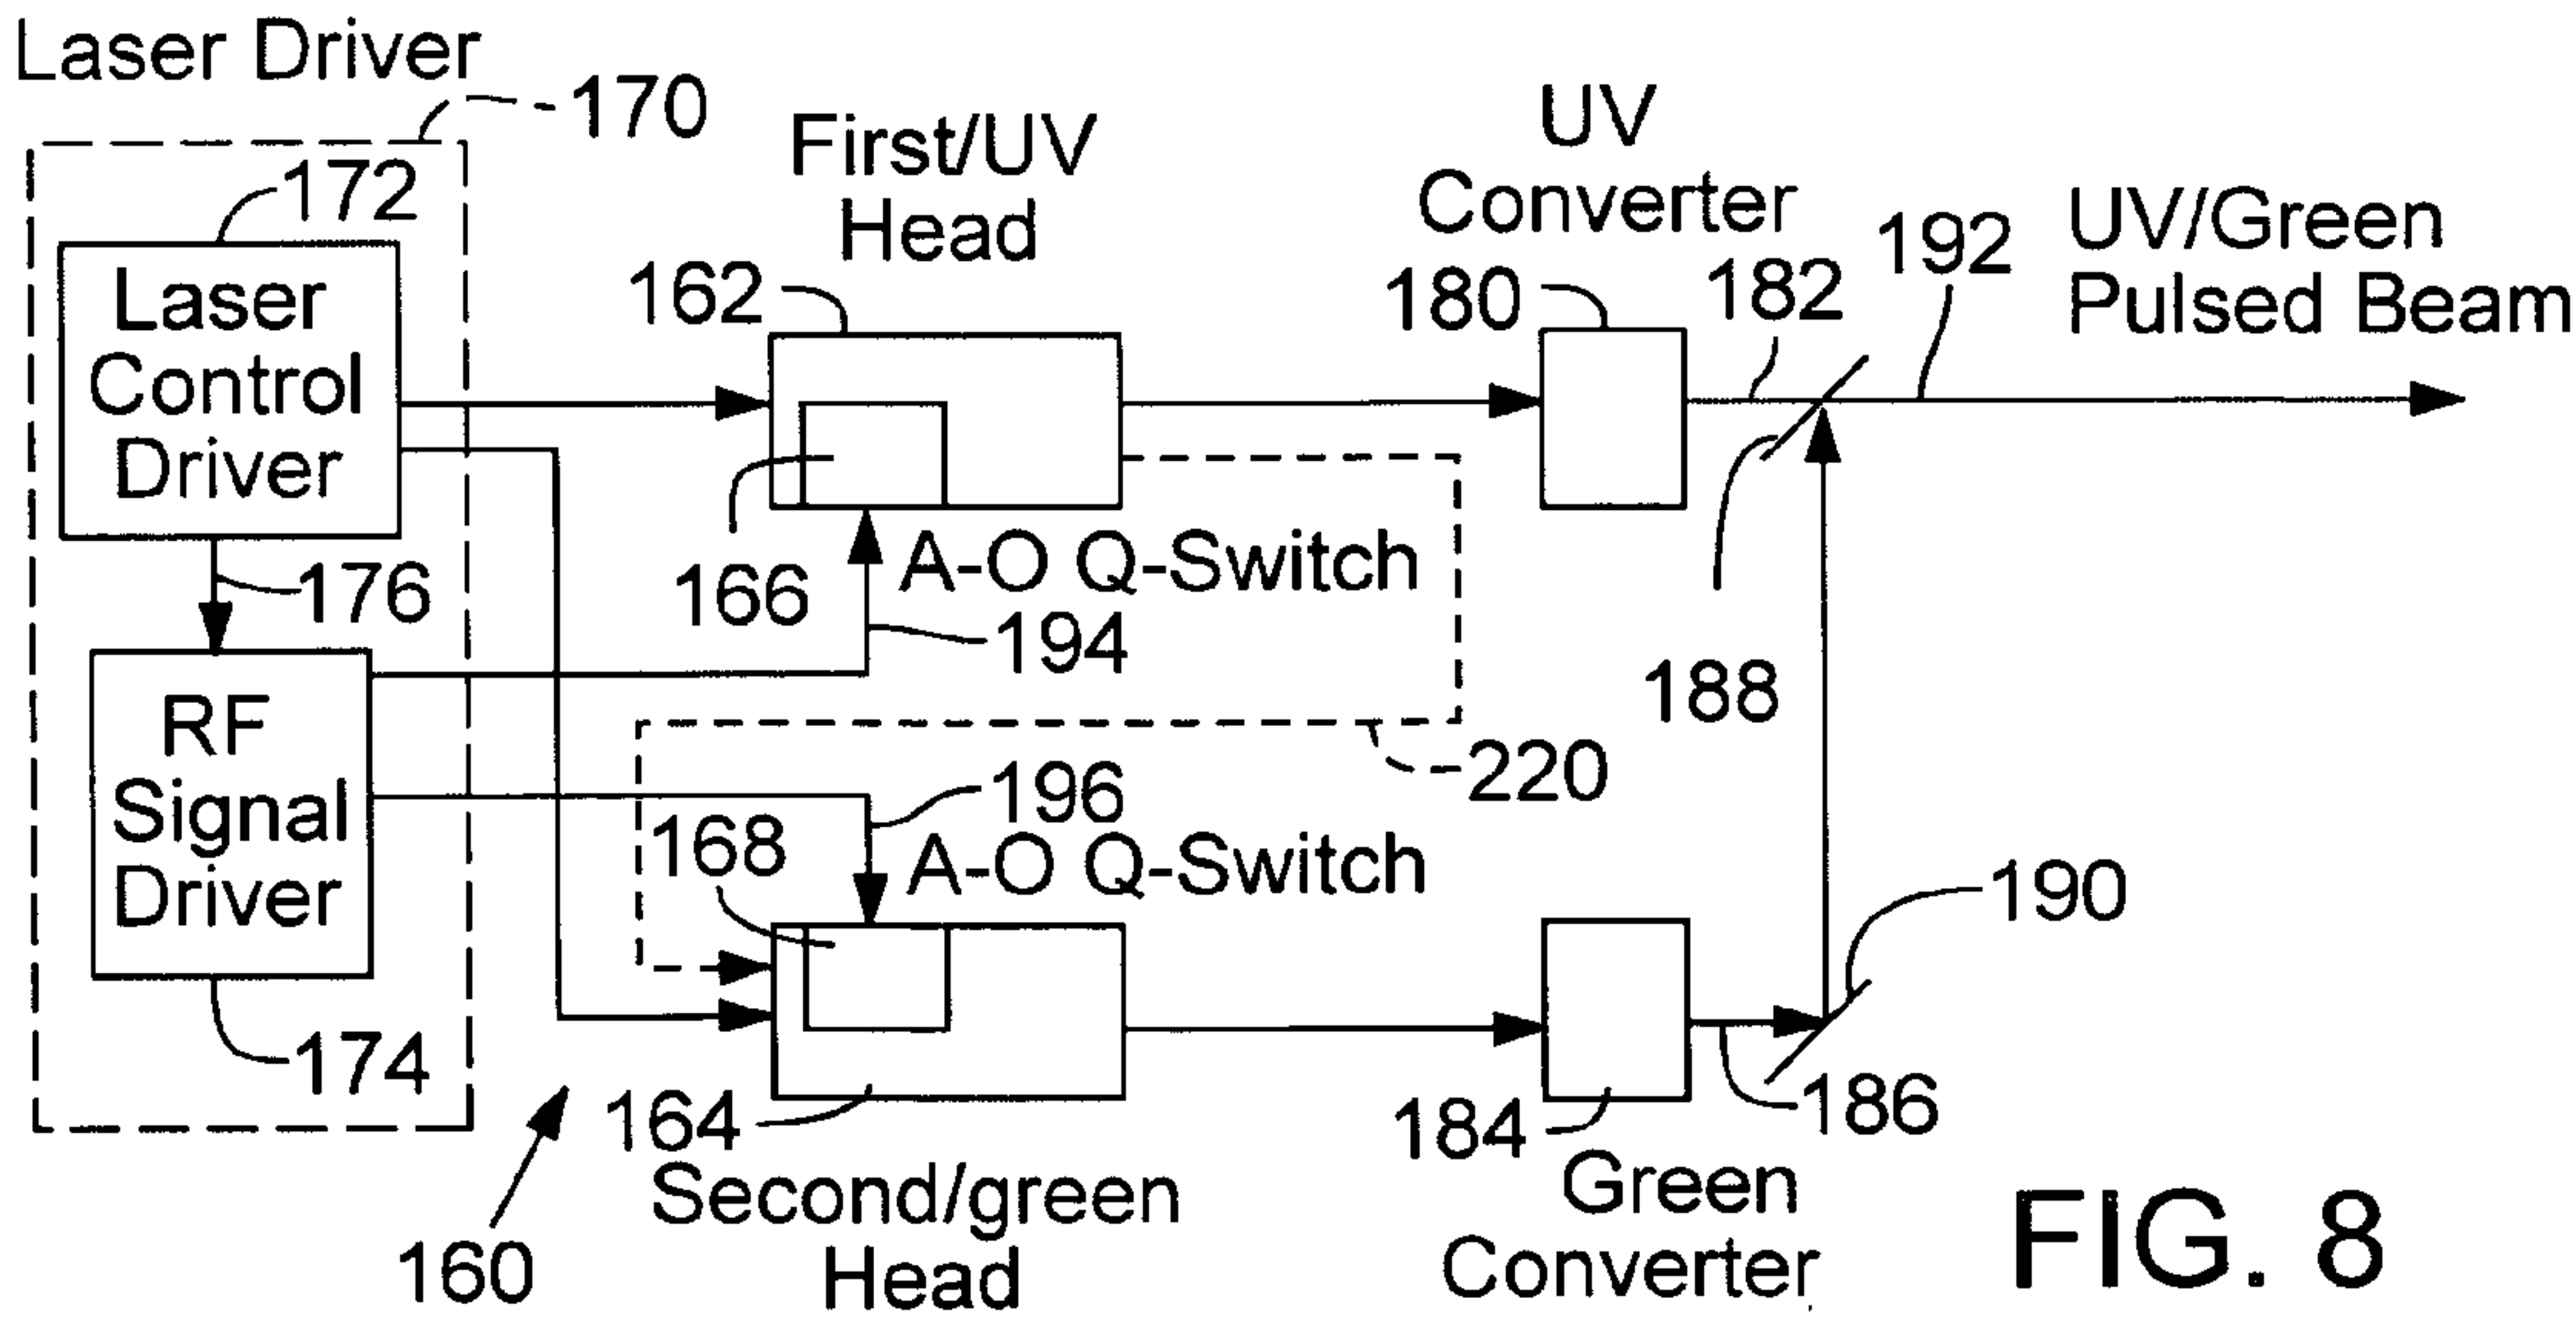 Laser Driver
170
172
Laser
Control
Driver
176
RF
Signal
Driver
174
First/UV
Head
162
166
A-O Q-Switch
194
UV
Converter
180
182
192
UV/Green
Pulsed Beam
188
220
196
168
A-O Q-Switch
190
164
Second/green
Head
160
184
186
Green
Converter
FIG. 8